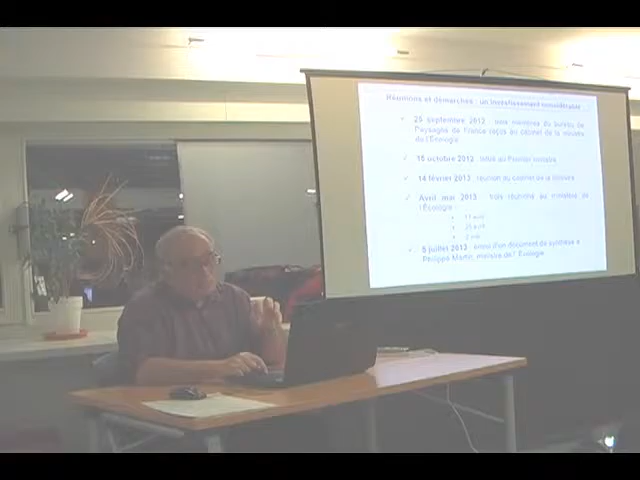 Réunions et démarches : un investissement considérable
25 septembre 2012 : trois membres du bureau de
Paysage de France reçus au cabinet de la ministre
de l'Écologie
16 octobre 2012 : lettre au Premier ministre
14 février 2013 : réunion au cabinet de la ministre
Avril mai 2013 : trois réunions au ministère de
l'Écologie
11 avril
25 avril
2 mai
5 juillet 2013 : envoi d'un document de synthèse à
Philippe Martin, ministre de l'Écologie